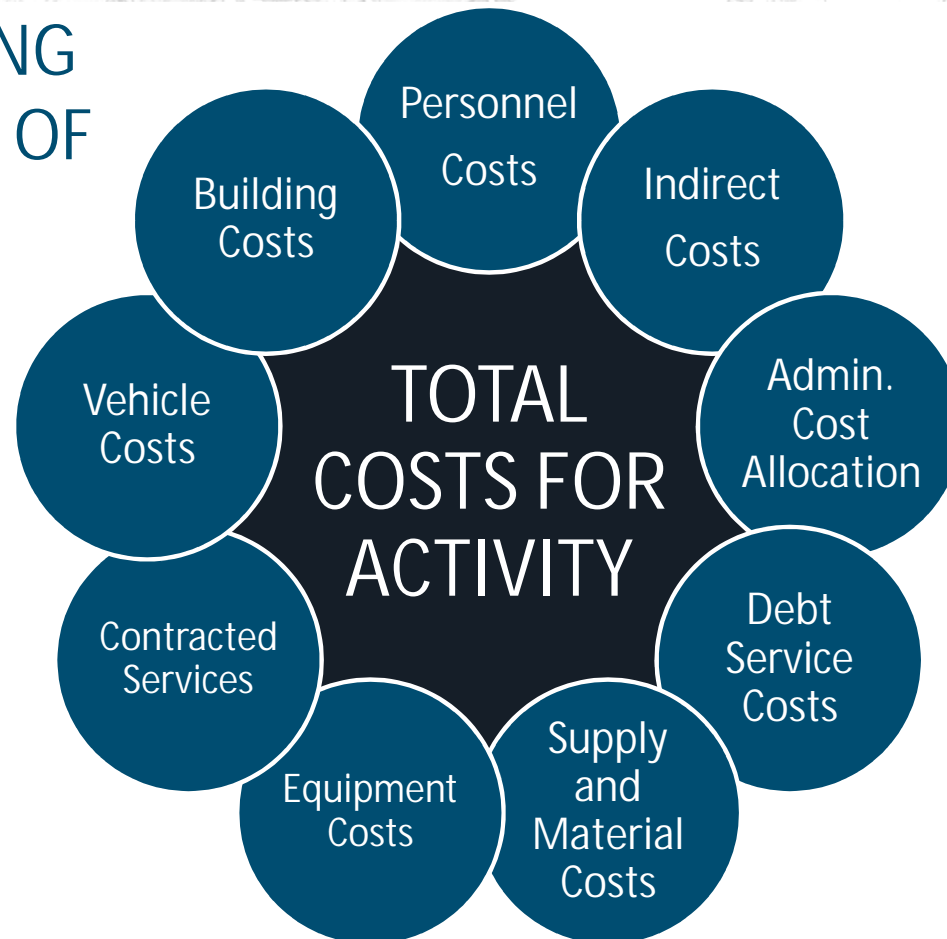 NG
OF
Personnel
Costs
Indirect
Costs
Admin.
Cost
Allocation
Debt
Service
Costs
Supply
and
Material
Costs
Equipment
Costs
Contracted
Services
Vehicle
Costs
Building
Costs
TOTAL
COSTS FOR
ACTIVITY